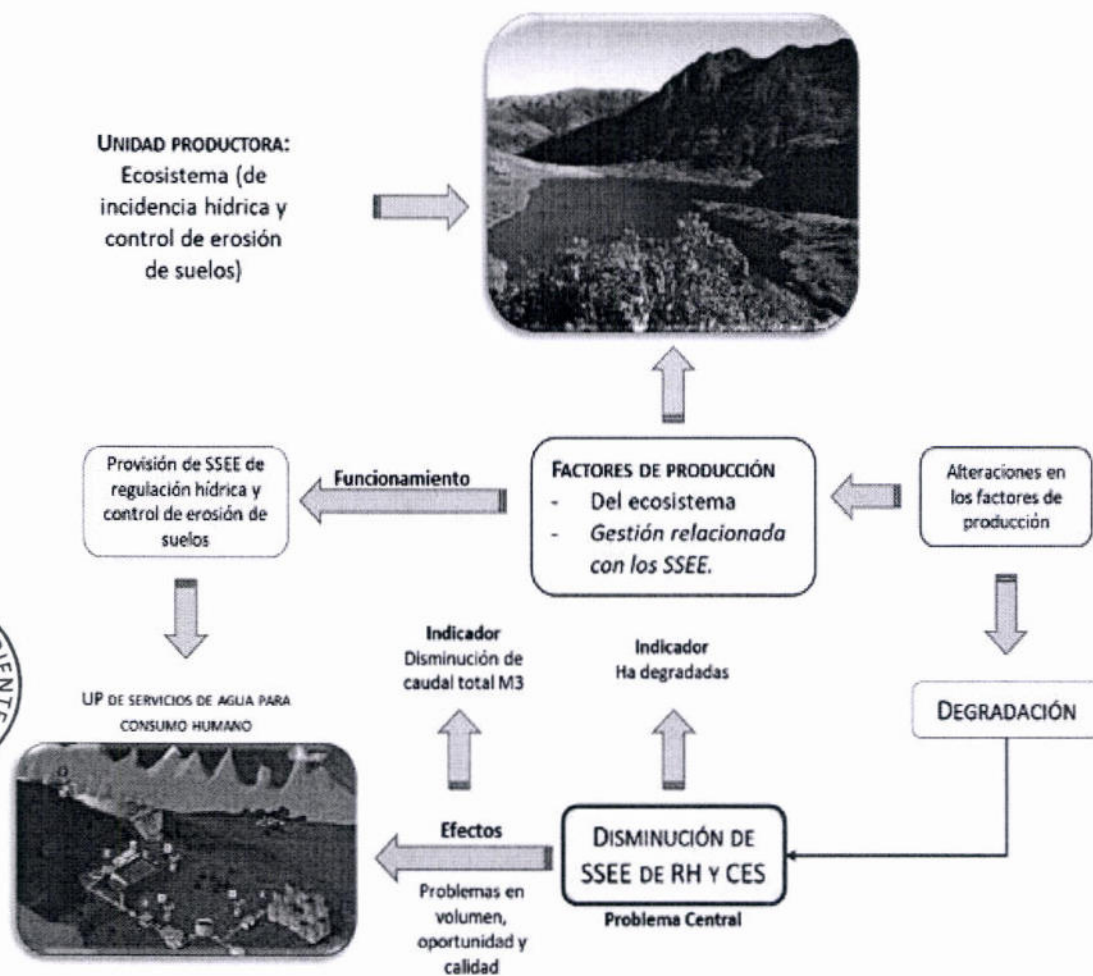 UNIDAD PRODUCTORA:
Ecosistema (de
incidencia hídrica y
control de erosión
de suelos)
Provisión de SSEE de
regulación hídrica y
control de erosión de
suelos
Funcionamiento
FACTORES DE PRODUCCIÓN
- Del ecosistema
- Gestión relacionada
con los SSEE.
Alteraciones en
los factores de
producción
Indicador
Disminución de
caudal total M3
Indicador
Ha degradadas
UP DE SERVICIOS DE AGUA PARA
CONSUMO HUMANO
DEGRADACIÓN
Efectos
Problemas en
volumen,
oportunidad y
calidad
DISMINUCIÓN DE
SSEE DE RH Y CES
Problema Central